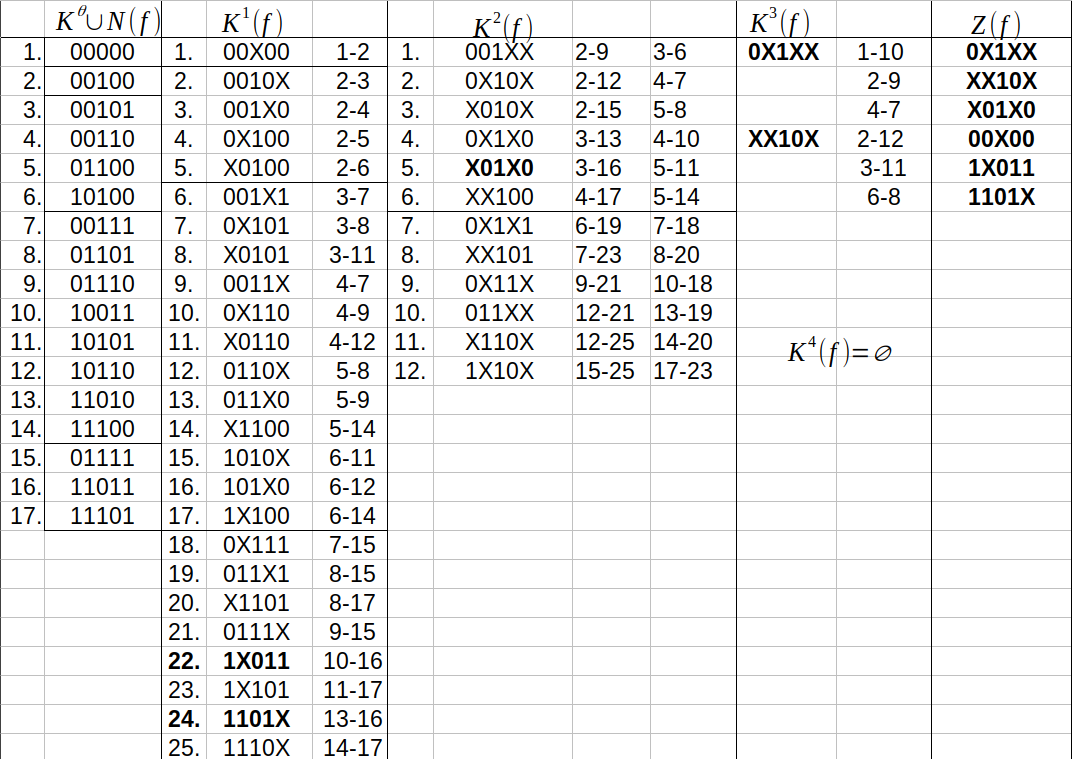 K^θ∪N(f) K^1(f) K^2(f) K^3(f) Z(f)
1. 00000 1. 00X00 1-2 1. 001XX 2-9 3-6 0X1XX 1-10 0X1XX
2. 00100 2. 0010X 2-3 2. 0X10X 2-12 4-7 2-9 XX10X
3. 00101 3. 001X0 2-4 3. X010X 2-15 5-8 4-7 X01X0
4. 00110 4. 0X100 2-5 4. 0X1X0 3-13 4-10 XX10X 2-12 00X00
5. 01100 5. X0100 2-6 5. X01X0 3-16 5-11 3-11 1X011
6. 10100 6. 001X1 3-7 6. XX100 4-17 5-14 6-8 1101X
7. 00111 7. 0X101 3-8 7. 0X1X1 6-19 7-18
8. 01101 8. X0101 3-11 8. XX101 7-23 8-20
9. 01110 9. 0011X 4-7 9. 0X11X 9-21 10-18
10. 10011 10. 0X110 4-9 10. 011XX 12-21 13-19
11. 10101 11. X0110 4-12 11. X110X 12-25 14-20 K^4(f)=∅
12. 10110 12. 0110X 5-8 12. 1X10X 15-25 17-23
13. 11010 13. 011X0 5-9
14. 11100 14. X1100 5-14
15. 01111 15. 1010X 6-11
16. 11011 16. 101X0 6-12
17. 11101 17. 1X100 6-14
18. 0X111 7-15
19. 011X1 8-15
20. X1101 8-17
21. 0111X 9-15
22. 1X011 10-16
23. 1X101 11-17
24. 1101X 13-16
25. 1110X 14-17